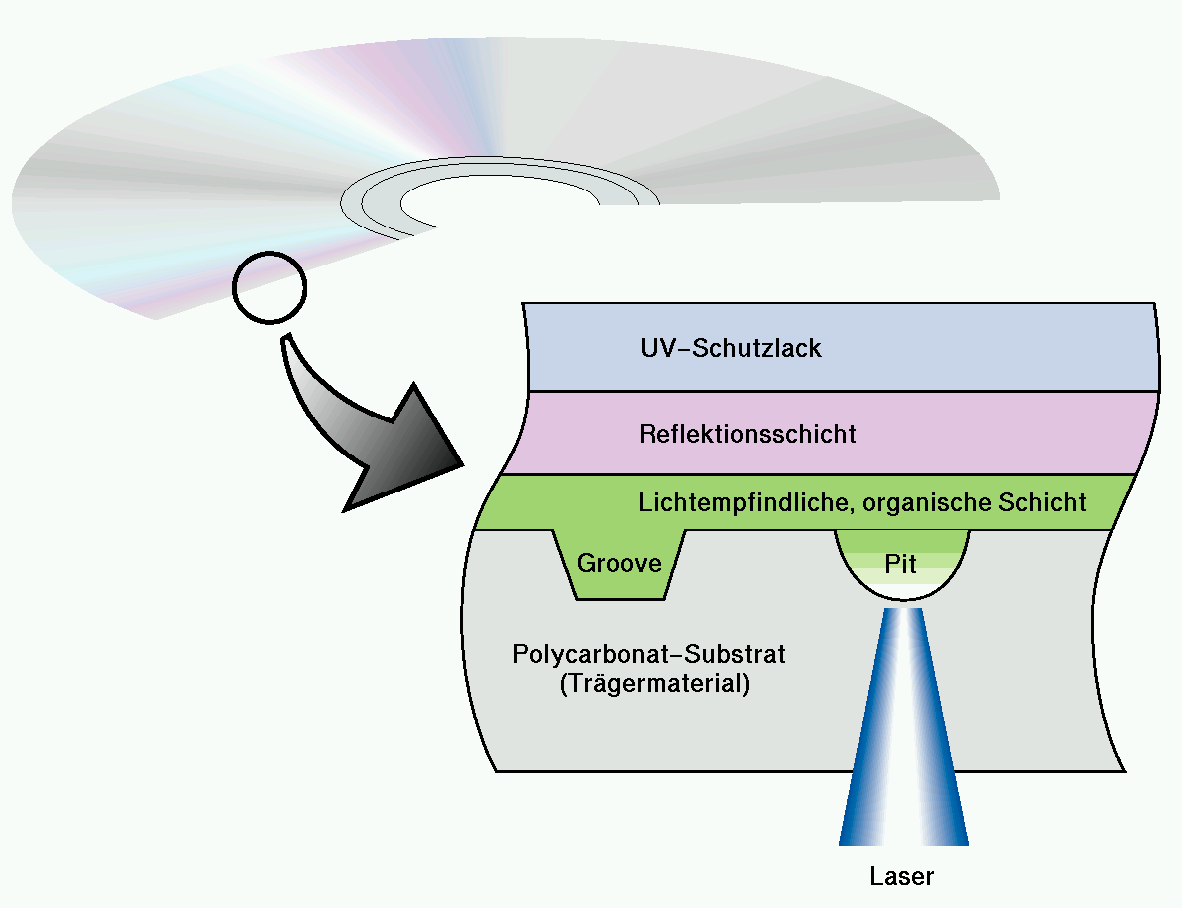 UV–Schutzlack
Reflektionsschicht
Lichtempfindliche, organische Schicht
Groove
Pit
Polycarbonat–Substrat
(Trägermaterial)
Laser